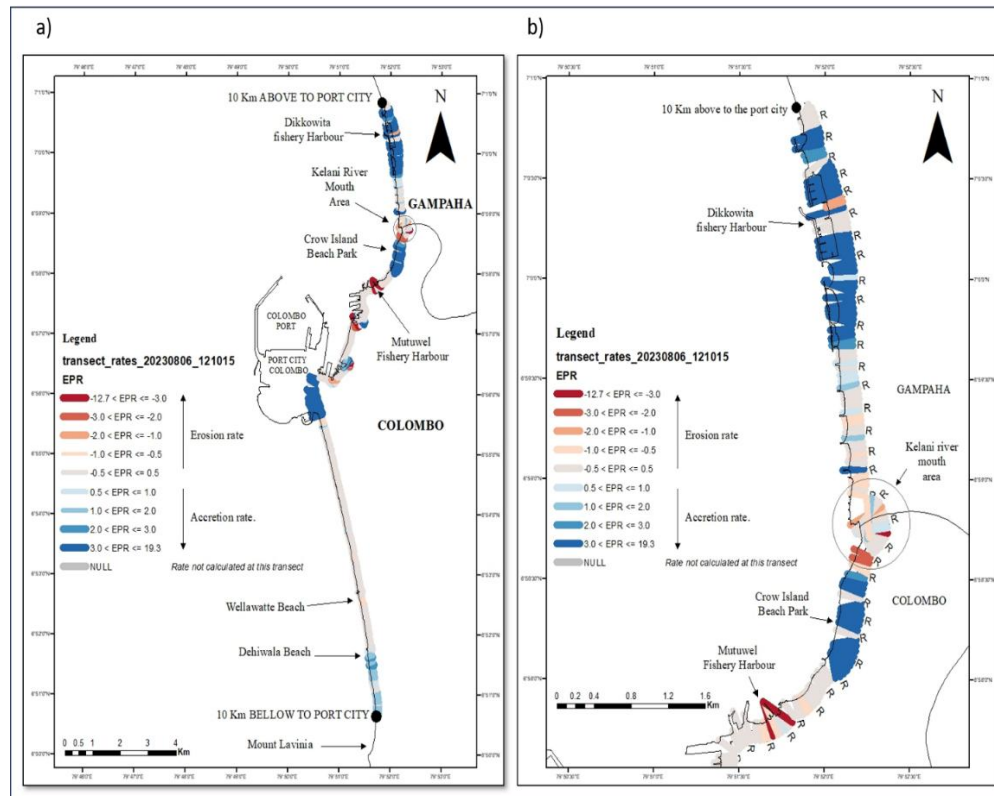 a)
b)
N
10 KM ABOVE TO PORT CITY
Dikkowita
fishery Harbour
Kelani River
Mouth
Area
GAMPAHA
Crow Island
Beach Park
COLOMBO
PORT
PORT CITY
COLOMBO
Mutuwel
Fishery Harbour
COLOMBO
Legend
transect_rates_20230806_121015
EPR
-12.7 < EPR <= -3.0
-3.0 < EPR <= -2.0
-2.0 < EPR <= -1.0
-1.0 < EPR <= -0.5
-0.5 < EPR <= 0.5
0.5 < EPR <= 1.0
1.0 < EPR <= 2.0
2.0 < EPR <= 3.0
3.0 < EPR <= 19.3
NULL
Erosion rate
Accretion rate.
Rate not calculated at this transect
Wellawatte Beach
Dehiwala Beach
10 KM BELLOW TO PORT CITY
Mount Lavinia
0 0.5 1 2 3 4
Km
N
10 Km above to the port city
Dikkowita
fishery Harbour
GAMPAHA
Kelani river
mouth
area
COLOMBO
Crow Island
Beach Park
Mutuwel
Fishery Harbour
Legend
transect_rates_20230806_121015
EPR
-12.7 < EPR <= -3.0
-3.0 < EPR <= -2.0
-2.0 < EPR <= -1.0
-1.0 < EPR <= -0.5
-0.5 < EPR <= 0.5
0.5 < EPR <= 1.0
1.0 < EPR <= 2.0
2.0 < EPR <= 3.0
3.0 < EPR <= 19.3
NULL
Erosion rate
Accretion rate.
Rate not calculated at this transect
0 0.2 0.4 0.8 1.2 1.6
Km